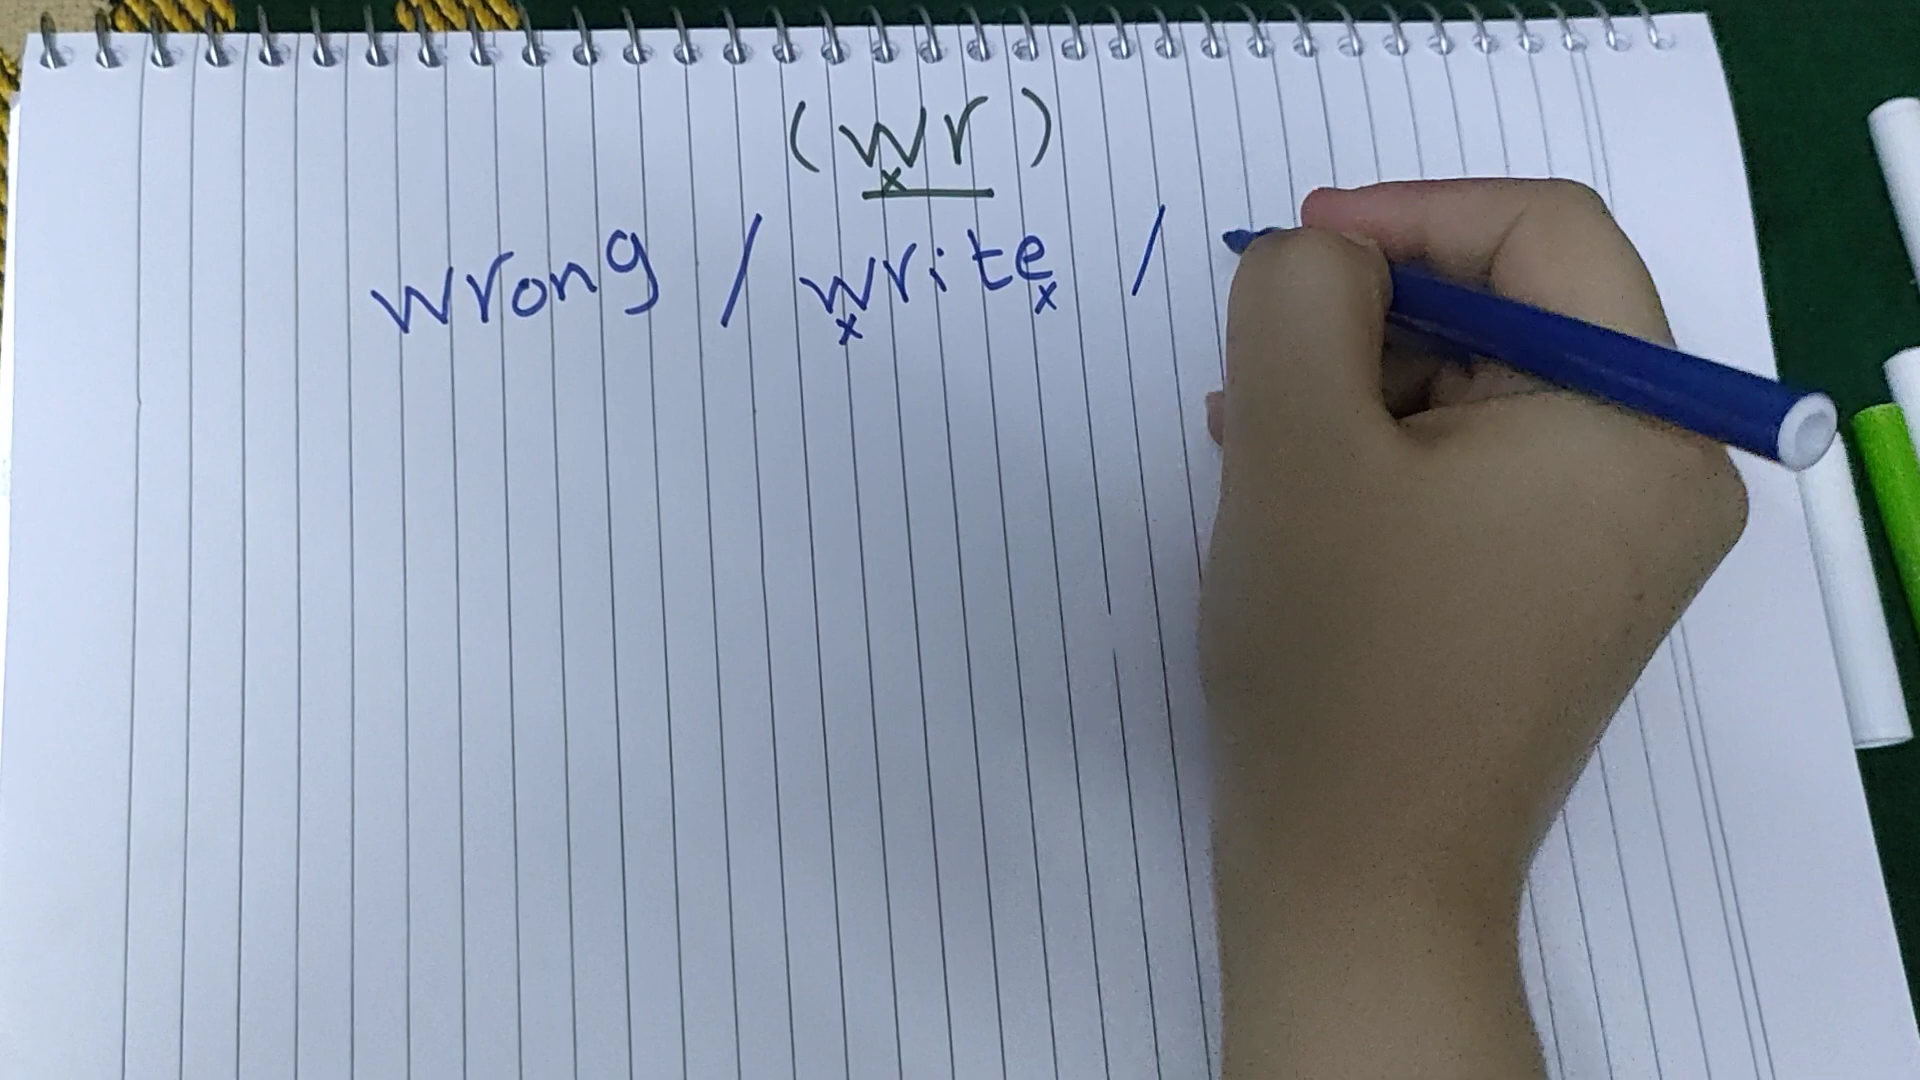 (wr)
wrong / write /